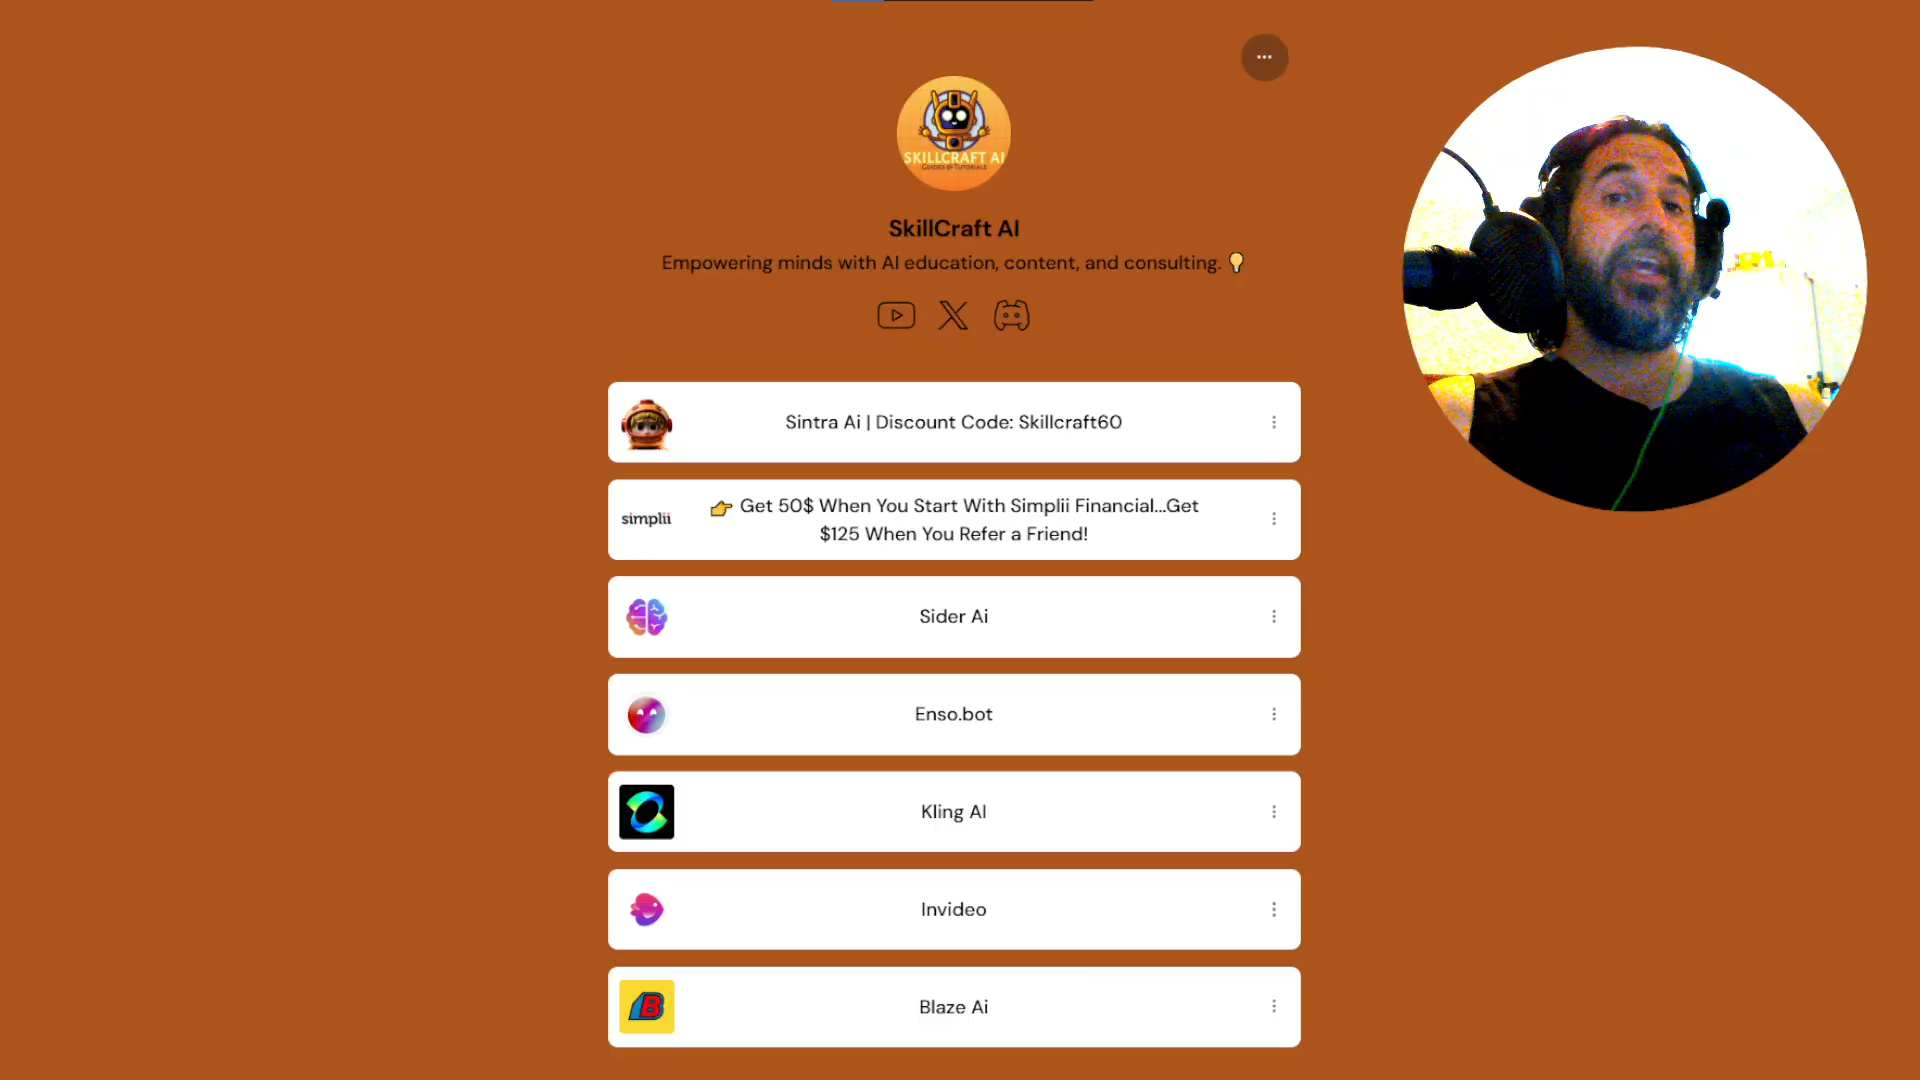 SKILLCRAFT AI
GUIDES & TUTORIALS
SkillCraft AI
Empowering minds with AI education, content, and consulting. 💡
Sintra Ai | Discount Code: Skillcraft60
simplii
👉 Get 50$ When You Start With Simplii Financial...Get
$125 When You Refer a Friend!
Sider Ai
Enso.bot
Kling AI
Invideo
B
Blaze Ai